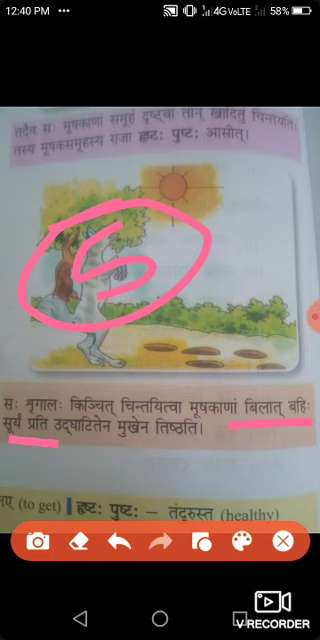 12:40 PM
4G VoLTE 58%
तदैव सः मूषकाणां समूहं दृष्ट्वा तान् खादितुं चिन्तयति।
तस्य मूषकसमूहस्य राजा हृष्टः पुष्टः आसीत्।
5
सः शृगालः किञ्चित् चिन्तयित्वा मूषकाणां बिलात् बहिः
सूर्यं प्रति उद्घाटितेन मुखेन तिष्ठति।
(to get) हृष्टः पुष्टः – तंदुरुस्त (healthy)
V RECORDER